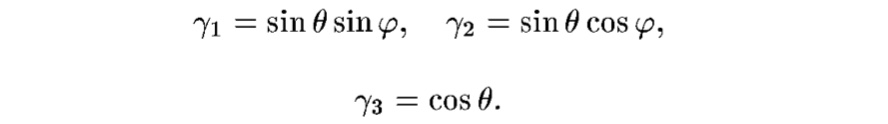 γ₁ = sin θ sin φ, γ₂ = sin θ cos φ,
γ₃ = cos θ.